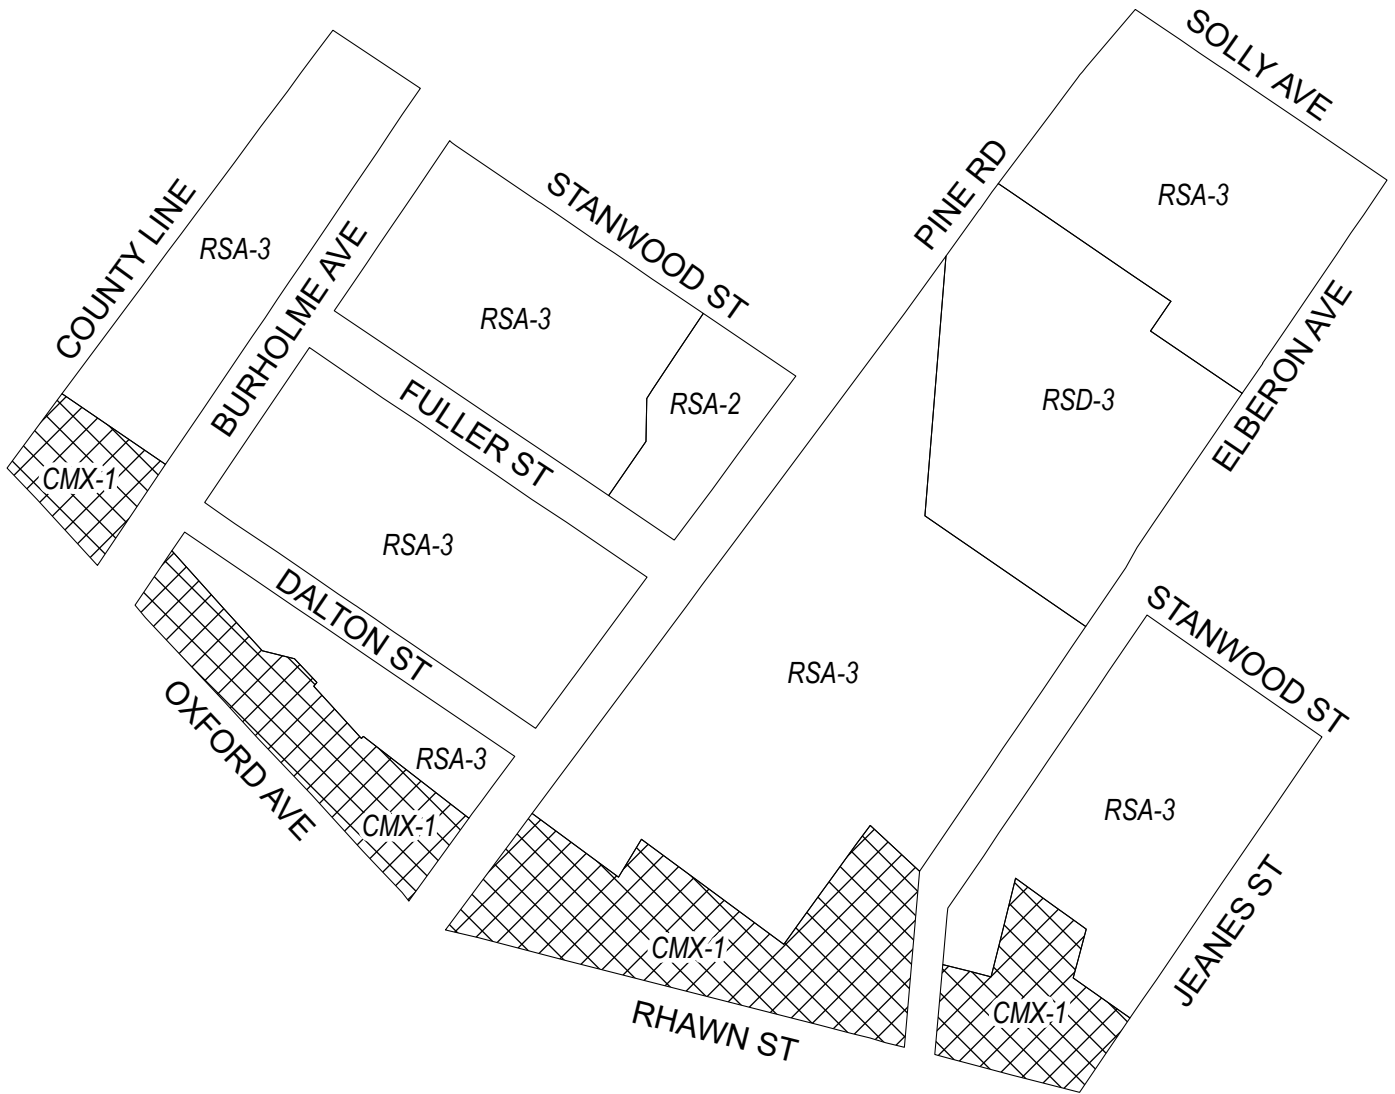 SOLLY AVE
PINE RD
RSA-3
STANWOOD ST
COUNTY LINE
RSA-3
BURHOLME AVE
RSA-3
ELBERON AVE
RSA-2
RSD-3
FULLER ST
CMX-1
RSA-3
DALTON ST
STANWOOD ST
RSA-3
OXFORD AVE
RSA-3
RSA-3
CMX-1
JEANES ST
CMX-1
CMX-1
RHAWN ST